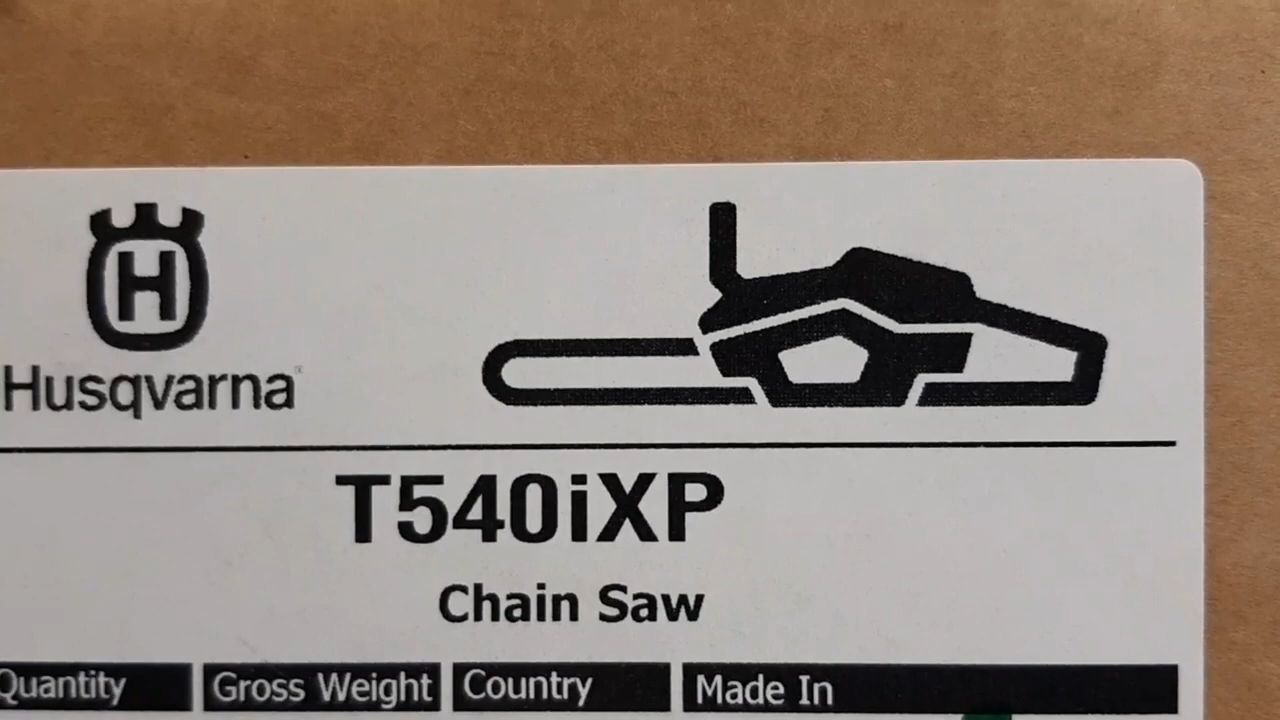 H
Husqvarna
T540iXP
Chain Saw
Quantity Gross Weight Country Made In